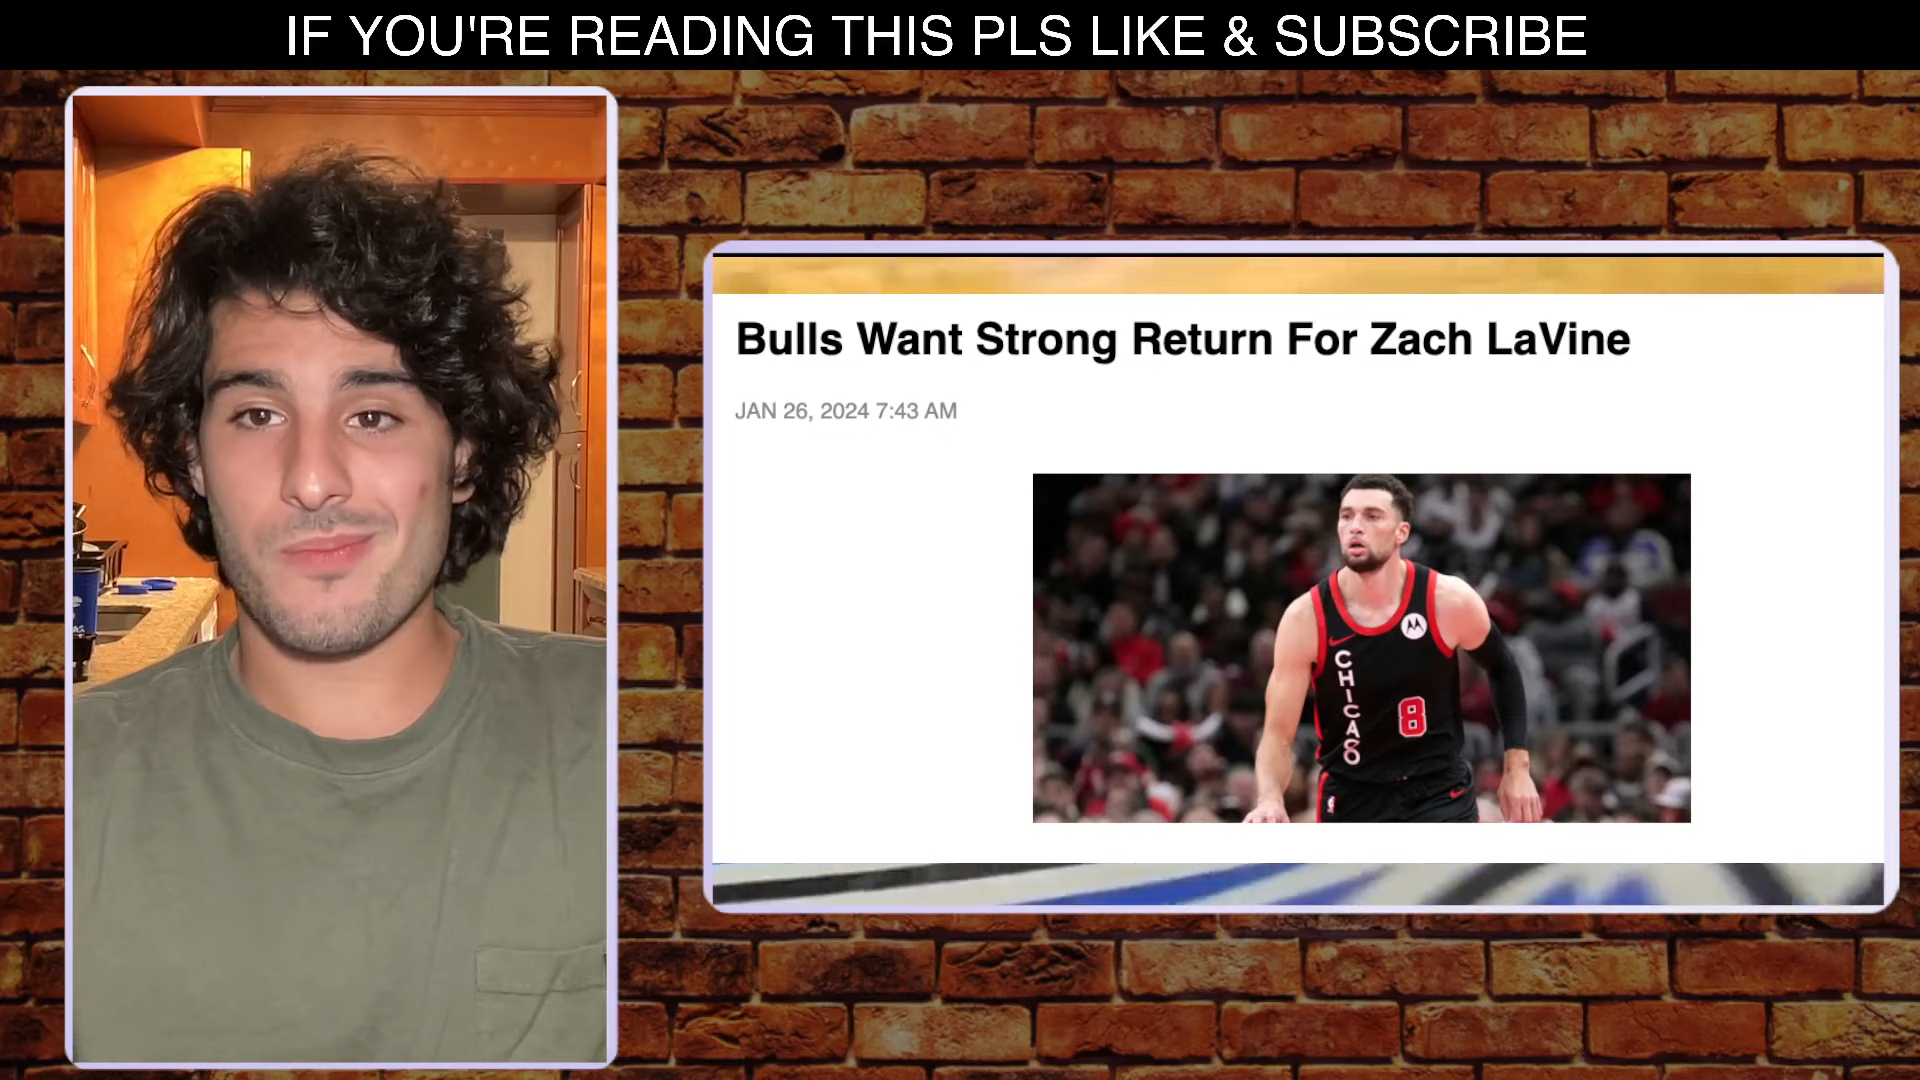 IF YOU'RE READING THIS PLS LIKE & SUBSCRIBE
Bulls Want Strong Return For Zach LaVine
JAN 26, 2024 7:43 AM
CHICAGO
8